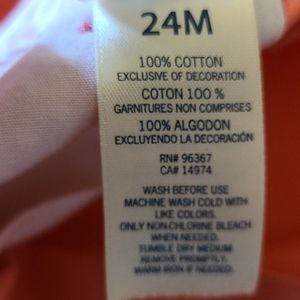 24M
100% COTTON
EXCLUSIVE OF DECORATION
COTON 100 %
GARNITURES NON COMPRISES
100% ALGODON
EXCLUYENDO LA DECORACIÓN
RN# 96367
CA# 14974
WASH BEFORE USE
MACHINE WASH COLD WITH
LIKE COLORS.
ONLY NON-CHLORINE BLEACH
WHEN NEEDED.
TUMBLE DRY MEDIUM.
REMOVE PROMPTLY.
WARM IRON IF NEEDED.